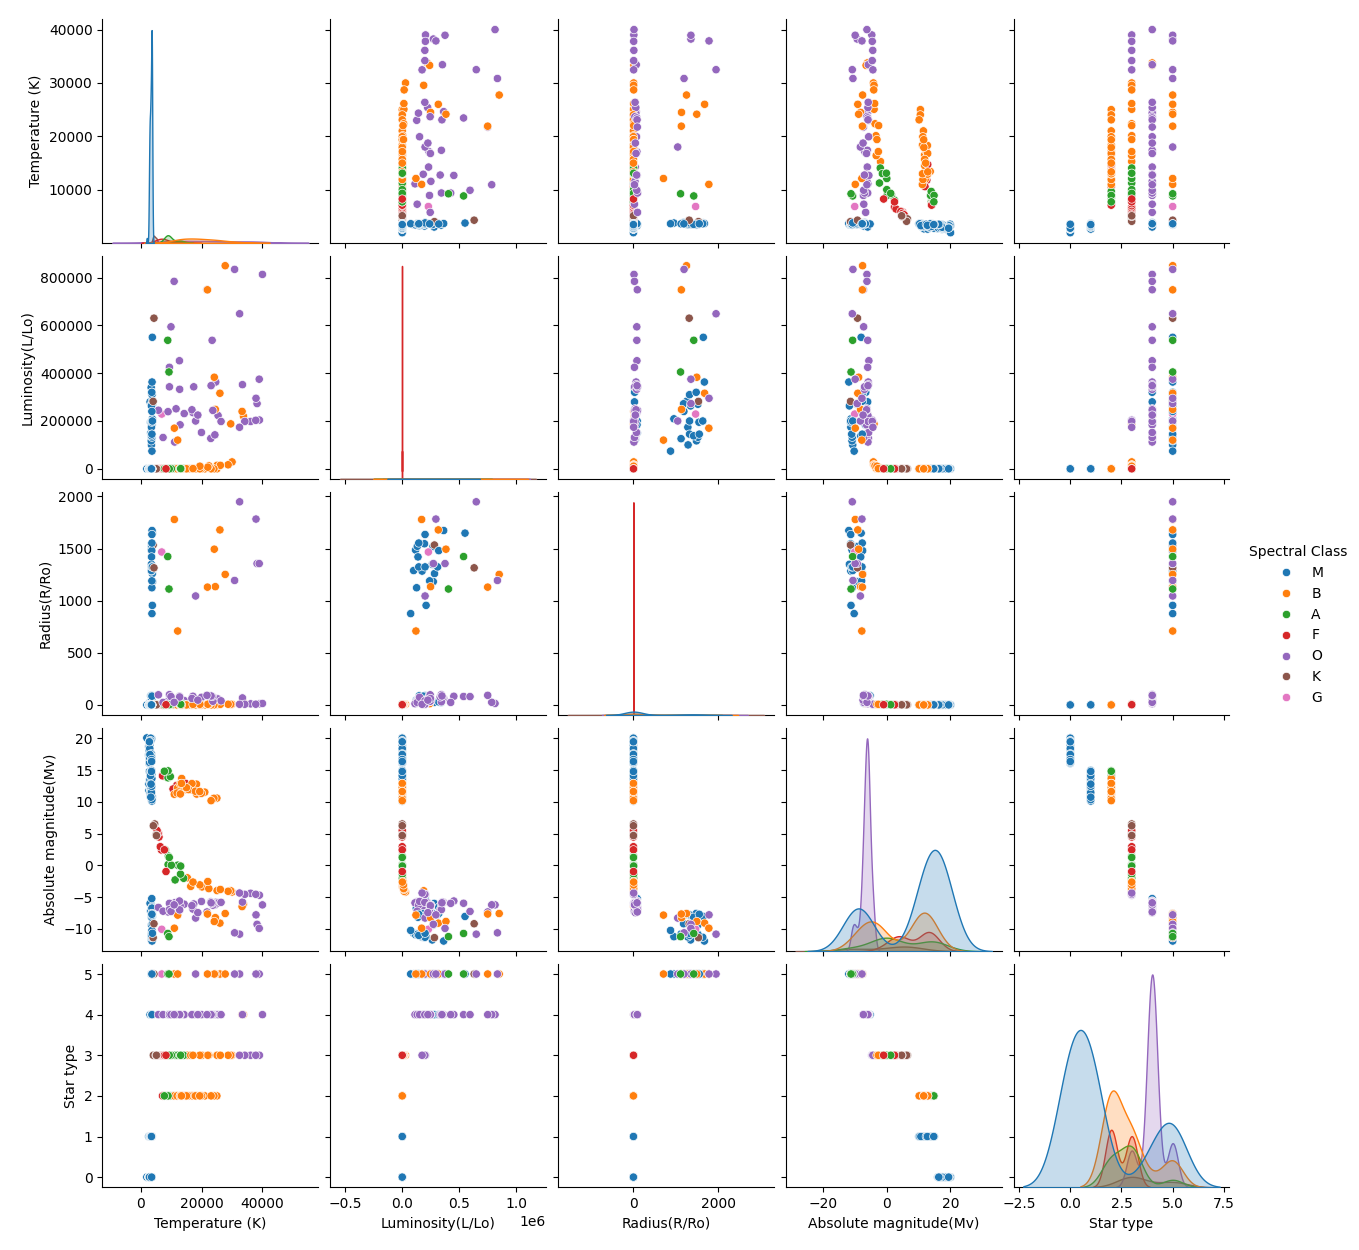 40000
30000
20000
10000
Temperature (K)
800000
600000
400000
200000
0
Luminosity(L/Lo)
2000
1500
1000
500
0
Radius(R/Ro)
Spectral Class
M
B
A
F
O
K
G
20
15
10
5
0
−5
−10
Absolute magnitude(Mv)
5
4
3
2
1
0
Star type
0 20000 40000
−0.5 0.0 0.5 1.0
0 2000
−20 0 20
−2.5 0.0 2.5 5.0 7.5
1e6
Temperature (K) Luminosity(L/Lo) Radius(R/Ro) Absolute magnitude(Mv) Star type